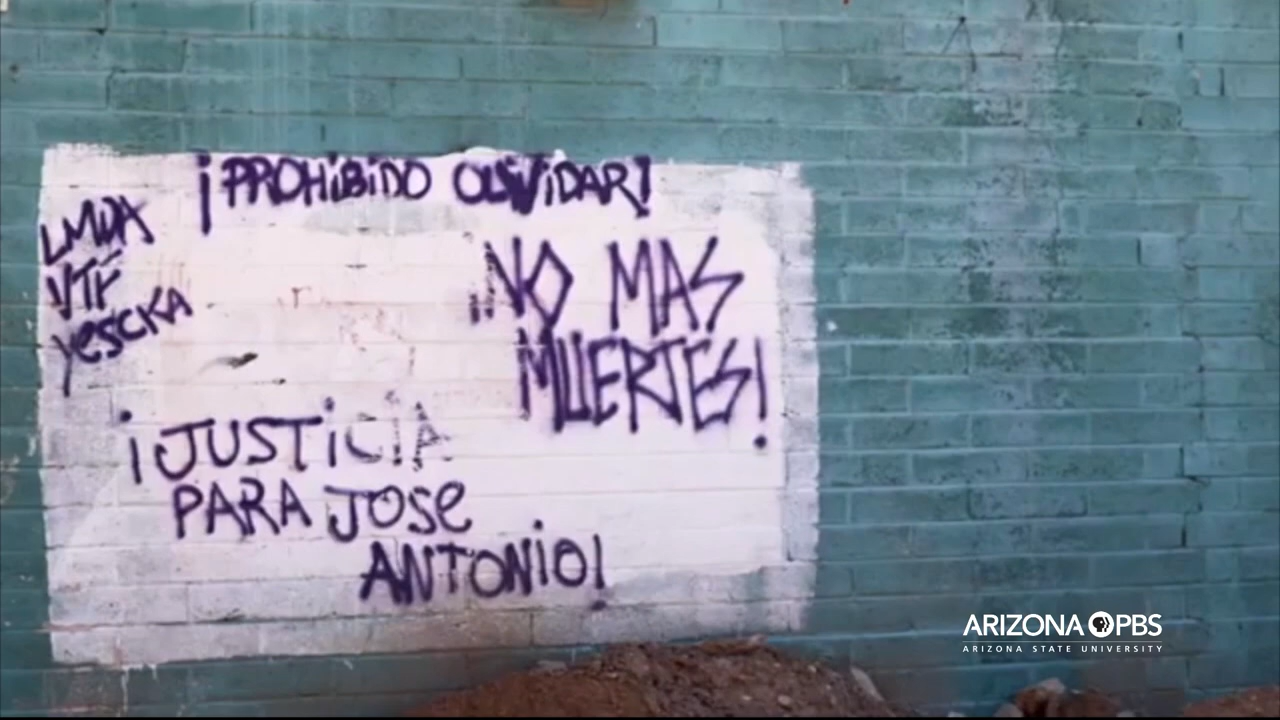 ¡PROHIBIDO OLVIDAR!
LMDA
VTF
yescKA
¡NO MAS
MUERTES!
¡JUSTICIA
PARA JOSE
ANTONIO!
ARIZONA PBS
ARIZONA STATE UNIVERSITY